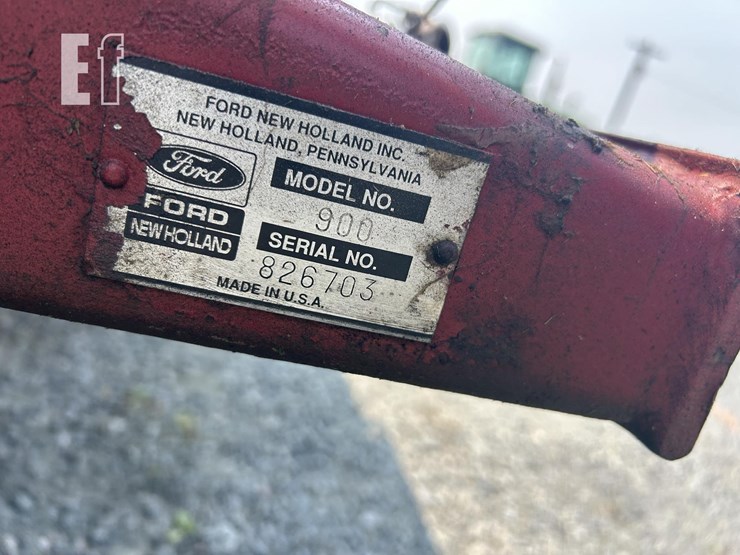 Ef
FORD NEW HOLLAND INC.
NEW HOLLAND, PENNSYLVANIA
Ford
MODEL NO.
900
FORD
NEW HOLLAND
SERIAL NO.
826703
MADE IN U.S.A.